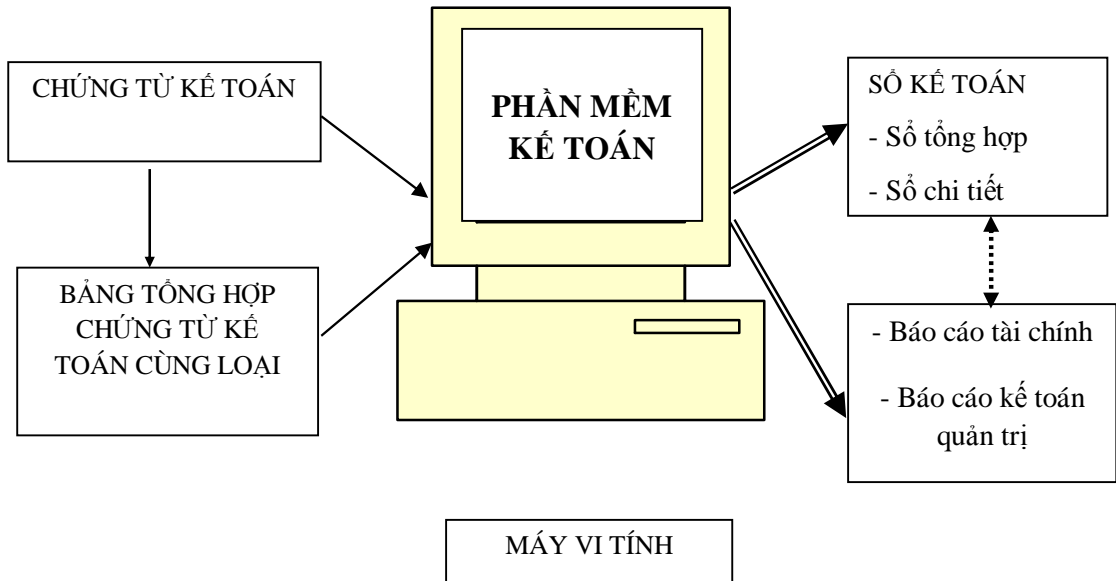 CHỨNG TỪ KẾ TOÁN
BẢNG TỔNG HỢP
CHỨNG TỪ KẾ
TOÁN CÙNG LOẠI
PHẦN MỀM
KẾ TOÁN
SỔ KẾ TOÁN
- Sổ tổng hợp
- Sổ chi tiết
- Báo cáo tài chính
- Báo cáo kế toán
quản trị
MÁY VI TÍNH